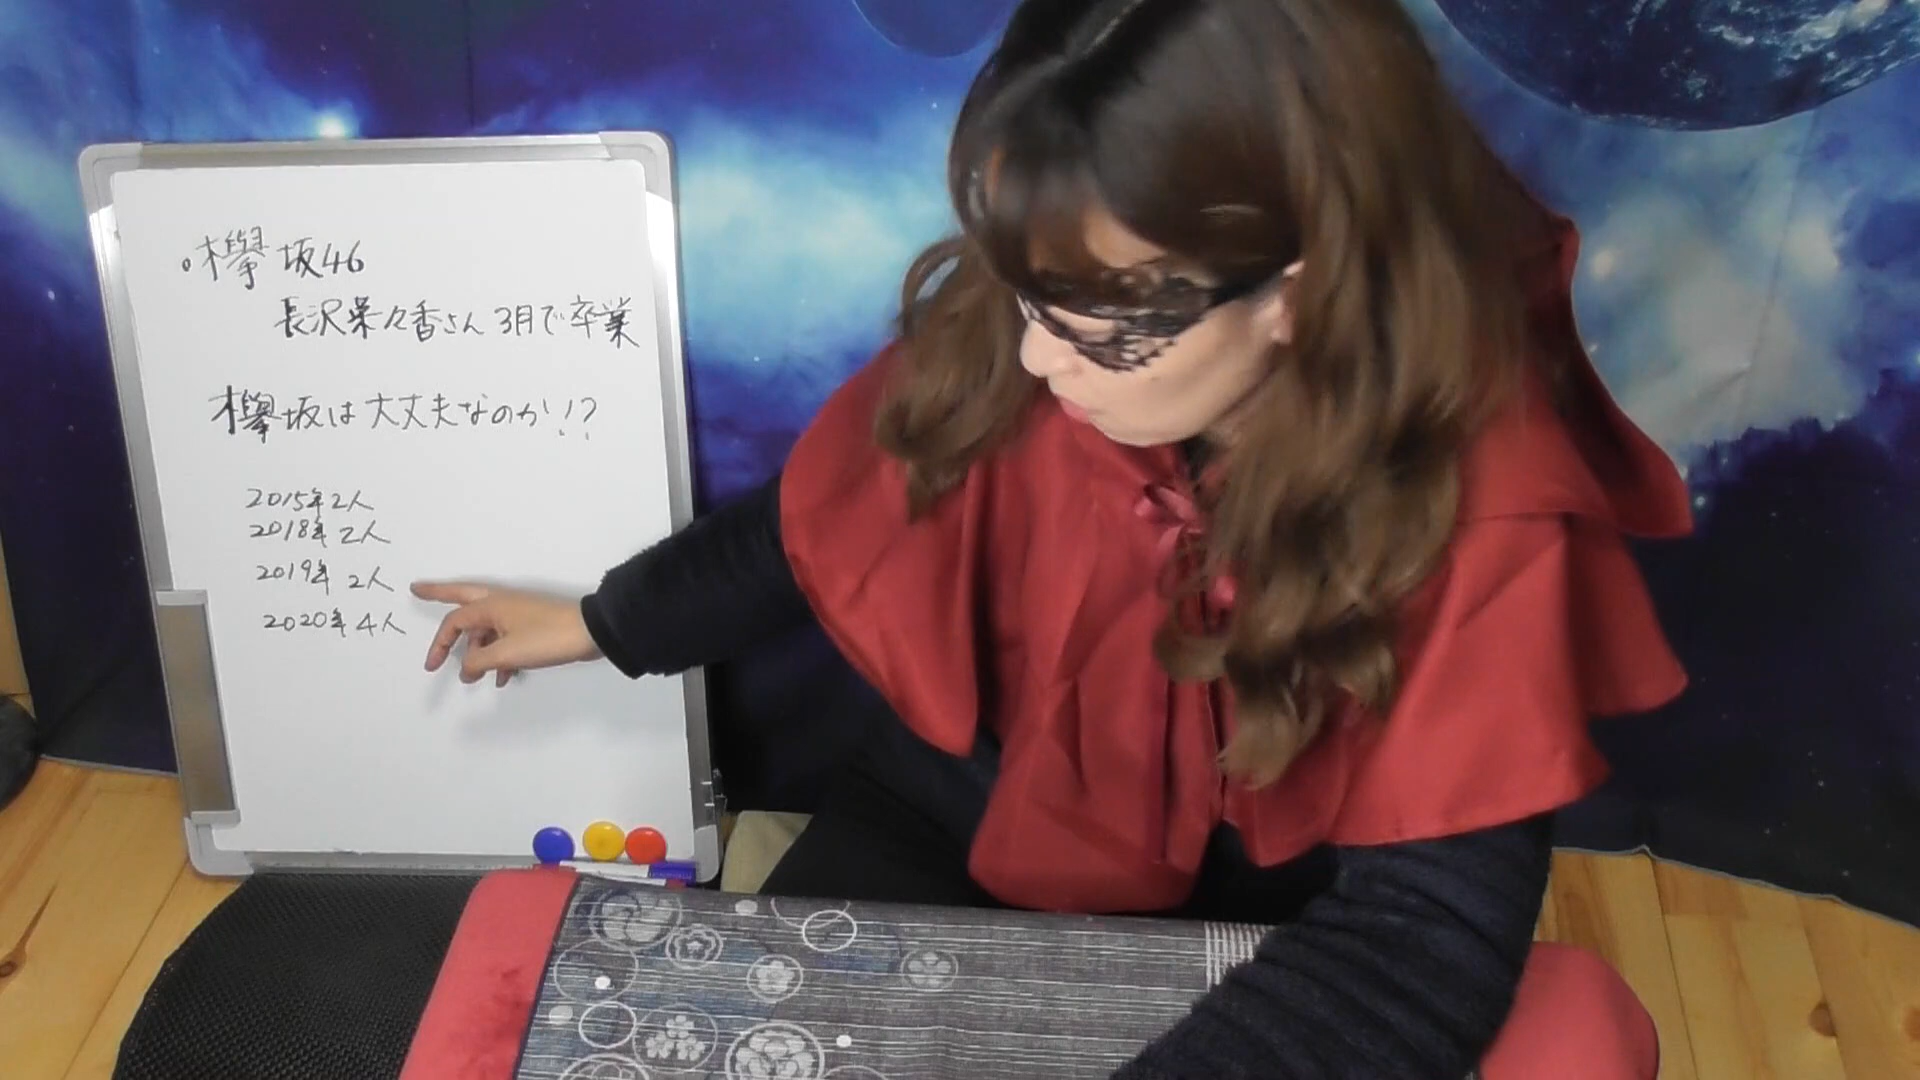 。欅坂46
長沢菜々香さん3月で卒業
欅坂は大丈夫なのか!?
2015年2人
2018年2人
2019年2人
2020年4人